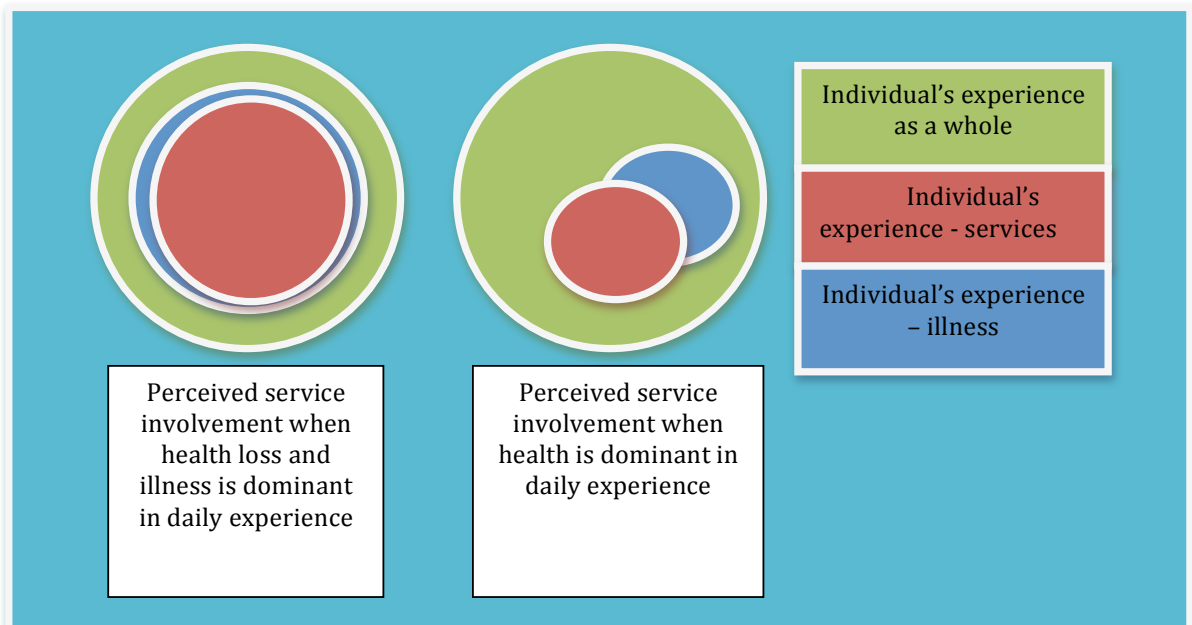 Individual’s experience
as a whole
Individual’s
experience - services
Individual’s experience
– illness
Perceived service
involvement when
health loss and
illness is dominant
in daily experience
Perceived service
involvement when
health is dominant in
daily experience